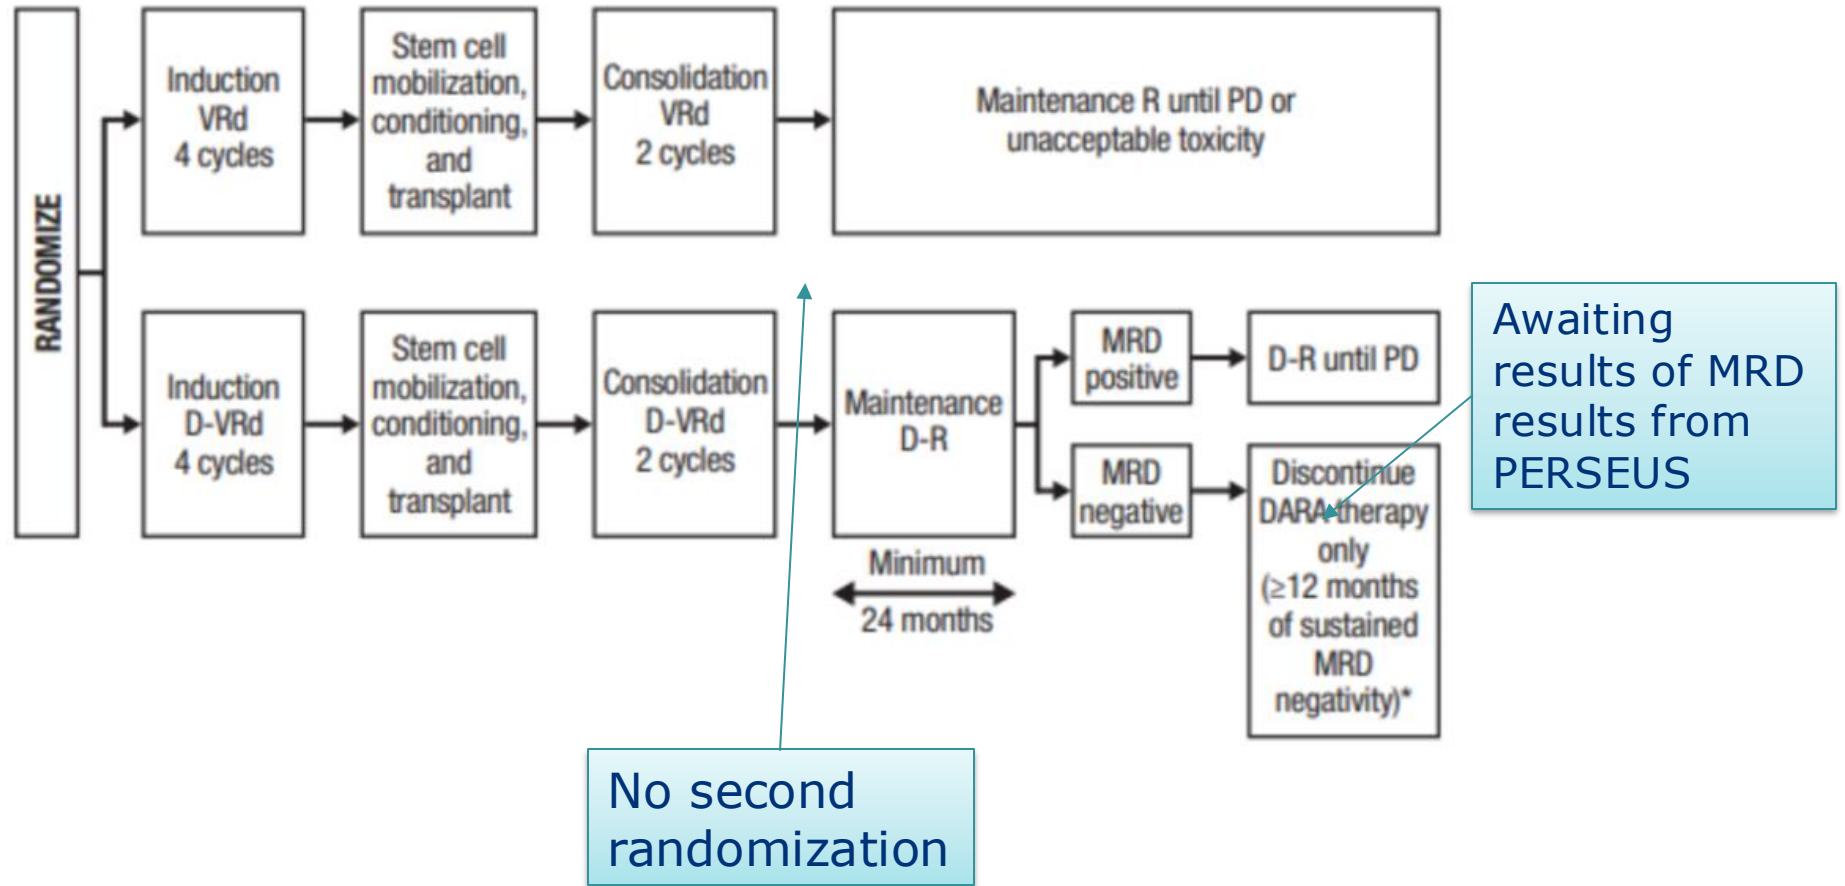 RANDOMIZE
Induction
VRd
4 cycles
Stem cell
mobilization,
conditioning,
and
transplant
Consolidation
VRd
2 cycles
Maintenance R until PD or
unacceptable toxicity
Induction
D-VRd
4 cycles
Stem cell
mobilization,
conditioning,
and
transplant
Consolidation
D-VRd
2 cycles
Maintenance
D-R
Minimum
24 months
MRD
positive
D-R until PD
MRD
negative
Discontinue
DARA therapy
only
(≥12 months
of sustained
MRD
negativity)*
Awaiting
results of MRD
results from
PERSEUS
No second
randomization